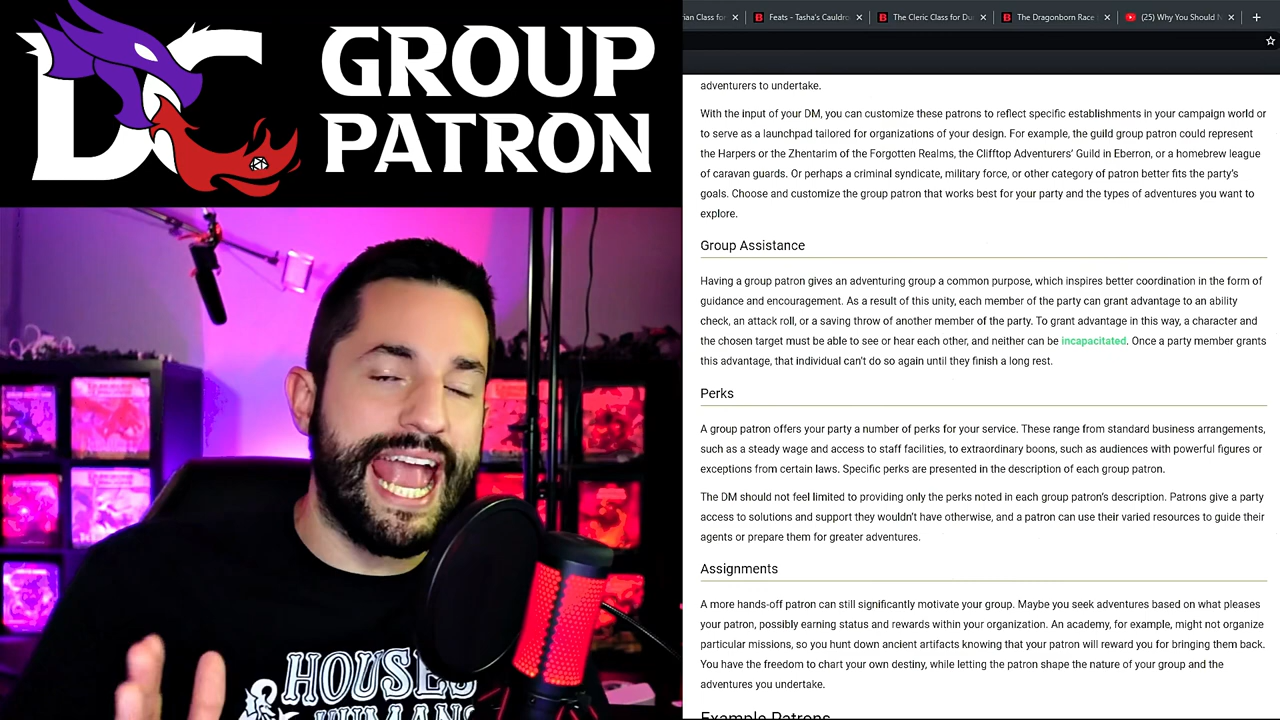 DC GROUP
PATRON
rian Class for
Feats - Tasha's Cauldro
The Cleric Class for Du
The Dragonborn Race
(25) Who
Should
adventurers to undertake.
With the input of your DM, you can customize these patrons to reflect specific establishments in your campaign world or
to serve as a launchpad tailored for organizations of your design. For example, the guild group patron could represent
the Harpers or the Zhentarim of the Forgotten Realms, the Clifftop Adventurers' Guild in Eberron, or a homebrew league
of caravan guards. Or perhaps a criminal syndicate, military force, or other category of patron better fits the party's
goals. Choose and customize the group patron that works best for your party and the types of adventures you want to
explore.
Group Assistance
Having a group patron gives an adventuring group a common purpose, which inspires better coordination in the form of
guidance and encouragement. As a result of this unity, each member of the party can grant advantage to an ability
check, an attack roll, or a saving throw of another member of the party. To grant advantage in this way, a character and
the chosen target must be able to see or hear each other, and neither can be incapacitated. Once a party member grants
this advantage, that individual can't do so again until they finish a long rest.
Perks
A group patron offers your party a number of perks for your service. These range from standard business arrangements,
such as a steady wage and access to staff facilities, to extraordinary boons, such as audiences with powerful figures or
exceptions from certain laws. Specific perks are presented in the description of each group patron.
The DM should not feel limited to providing only the perks noted in each group patron's description. Patrons give a party
access to solutions and support they wouldn't have otherwise, and a patron can use their varied resources to guide their
agents or prepare them for greater adventures.
Assignments
A more hands-off patron can still significantly motivate your group. Maybe you seek adventures based on what pleases
your patron, possibly earning status and rewards within your organization. An academy, for example, might not organize
particular missions, so you hunt down ancient artifacts knowing that your patron will reward you for bringing them back.
You have the freedom to chart your own destiny, while letting the patron shape the nature of your group and the
adventures you undertake.
Example Patrons
HOUSES
HUMANS